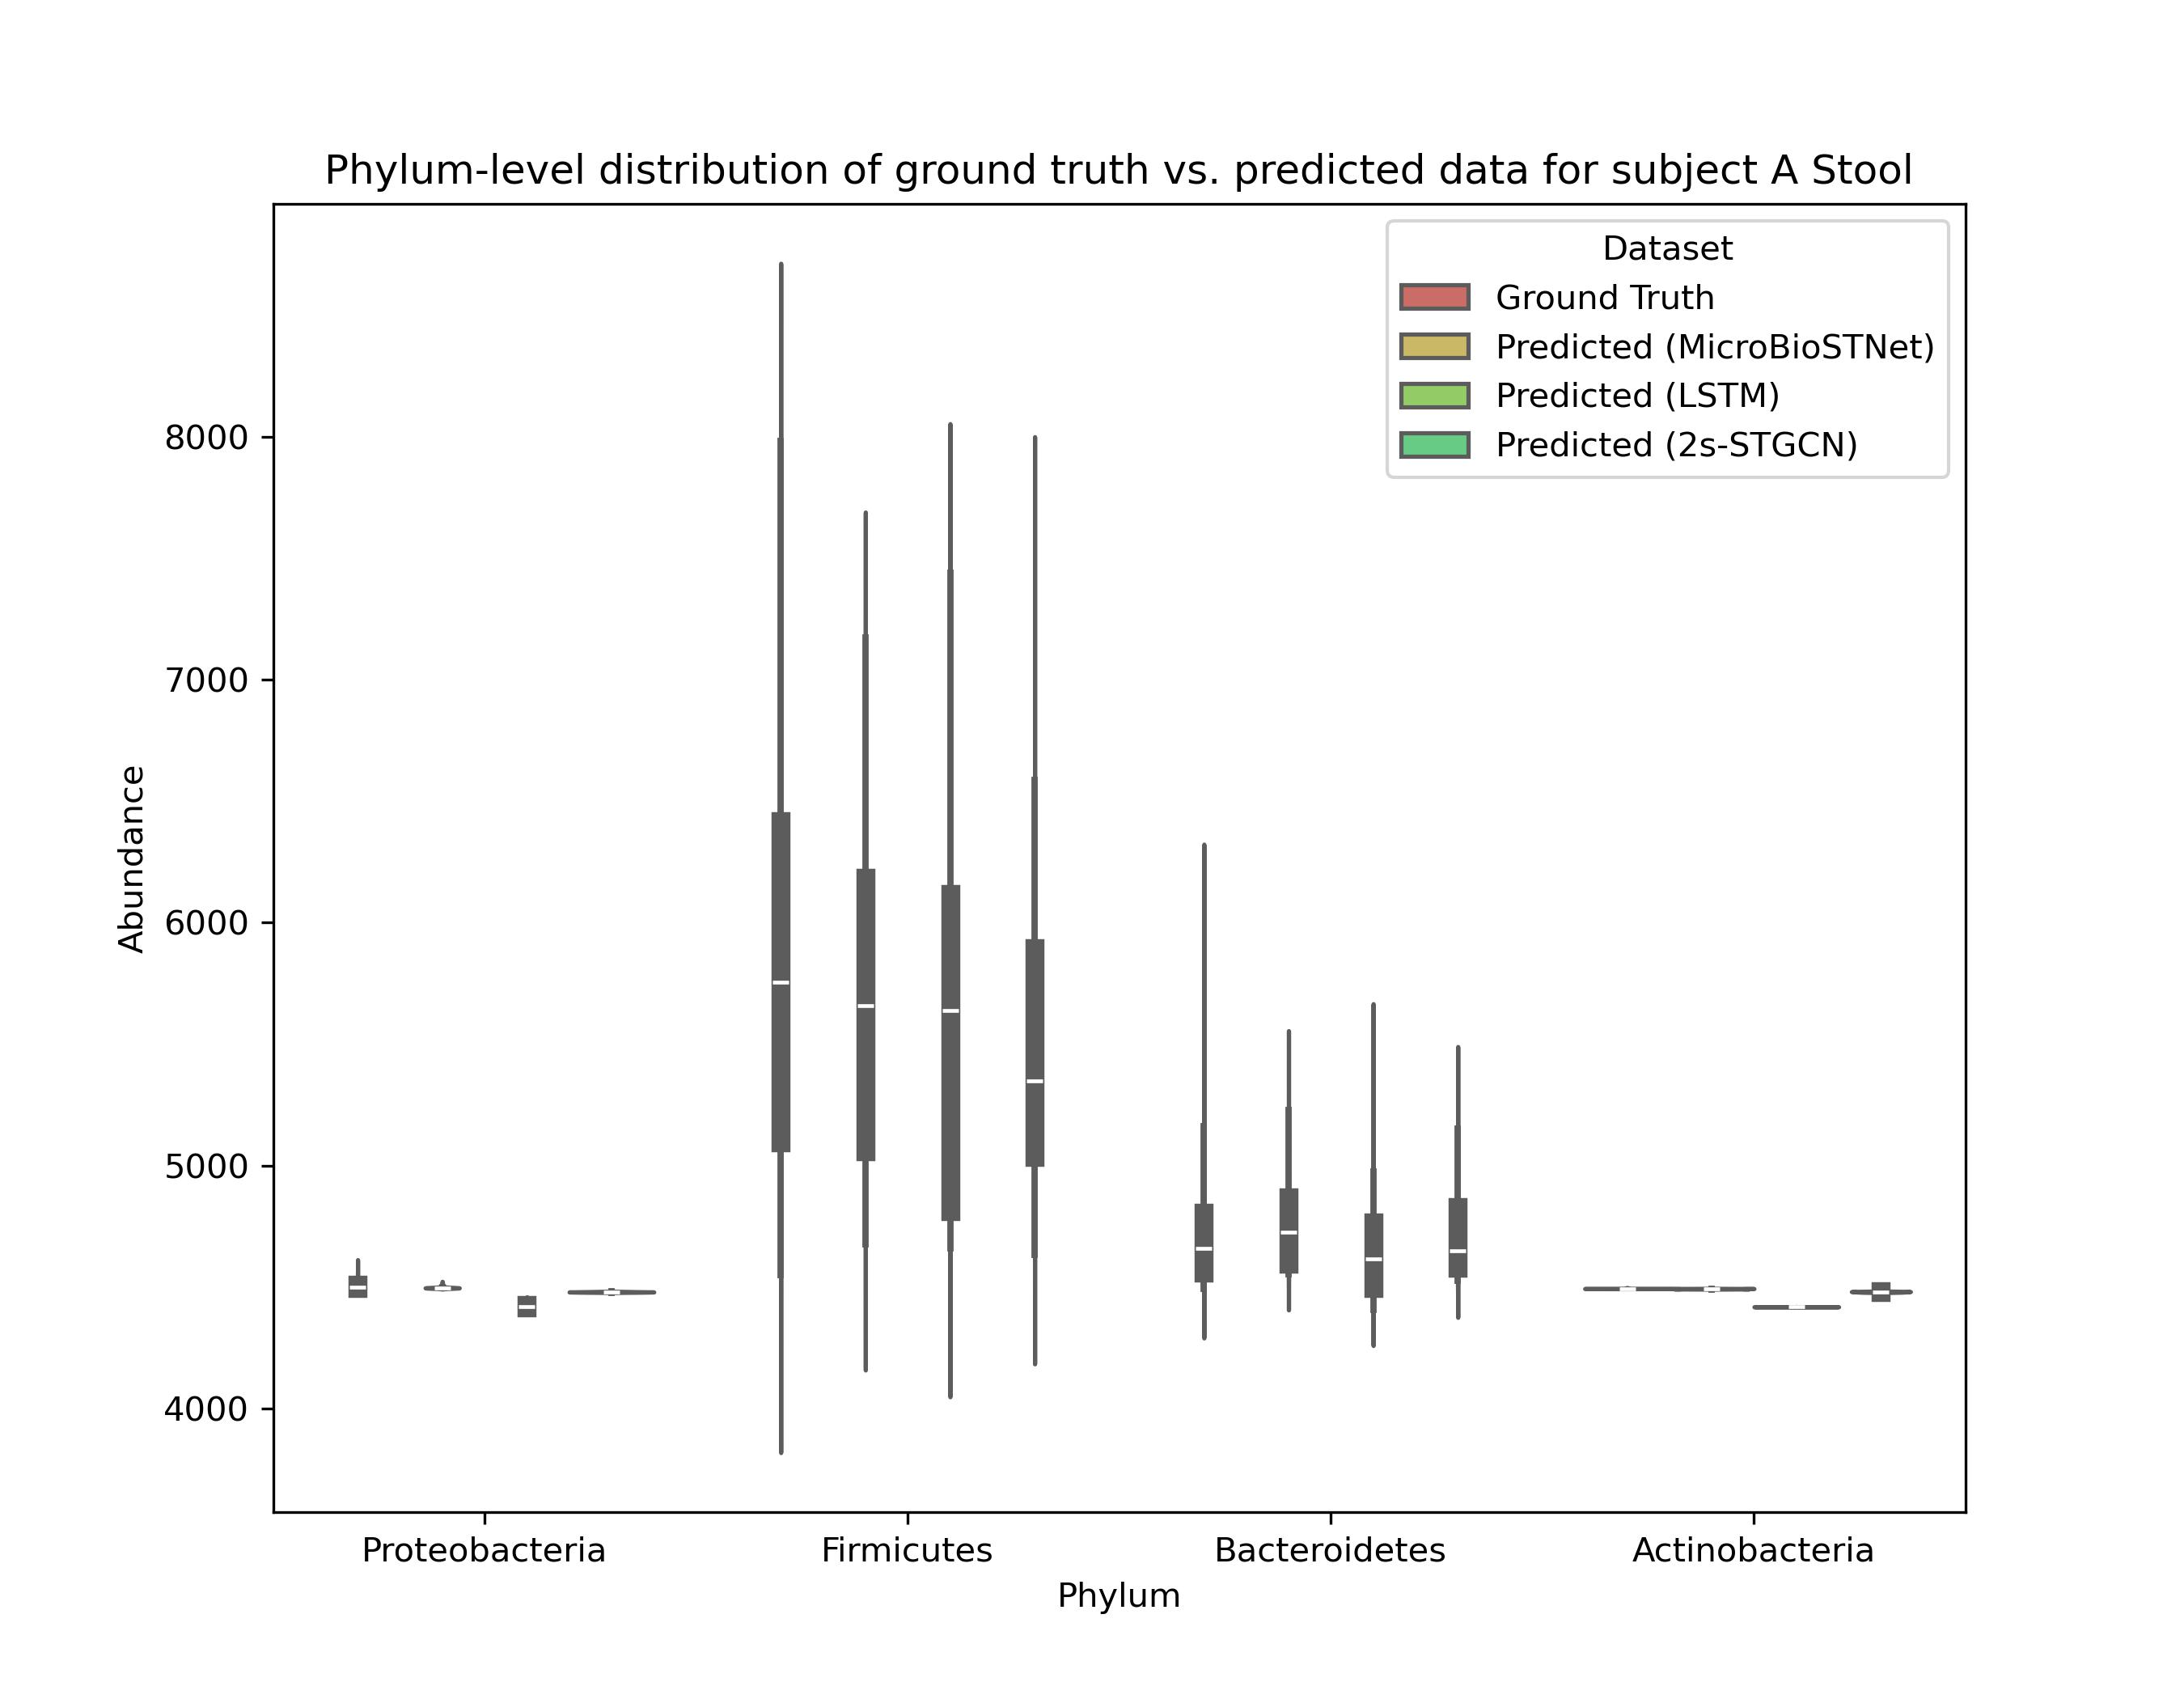 Phylum-level distribution of ground truth vs. predicted data for subject A Stool
Dataset
Ground Truth
Predicted (MicroBioSTNet)
Predicted (LSTM)
Predicted (2s-STGCN)
Abundance
8000
7000
6000
5000
4000
Proteobacteria
Firmicutes
Bacteroidetes
Actinobacteria
Phylum